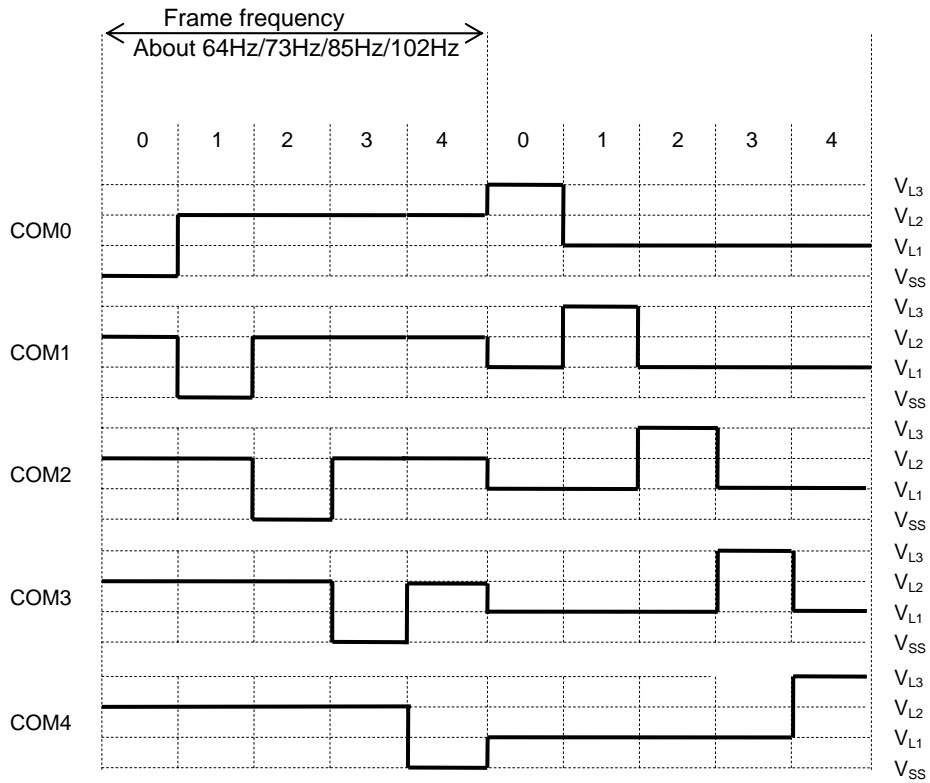 Frame frequency
About 64Hz/73Hz/85Hz/102Hz
0 1 2 3 4 0 1 2 3 4
COM0
VL3
VL2
VL1
VSS
COM1
VL3
VL2
VL1
VSS
COM2
VL3
VL2
VL1
VSS
COM3
VL3
VL2
VL1
VSS
COM4
VL3
VL2
VL1
VSS